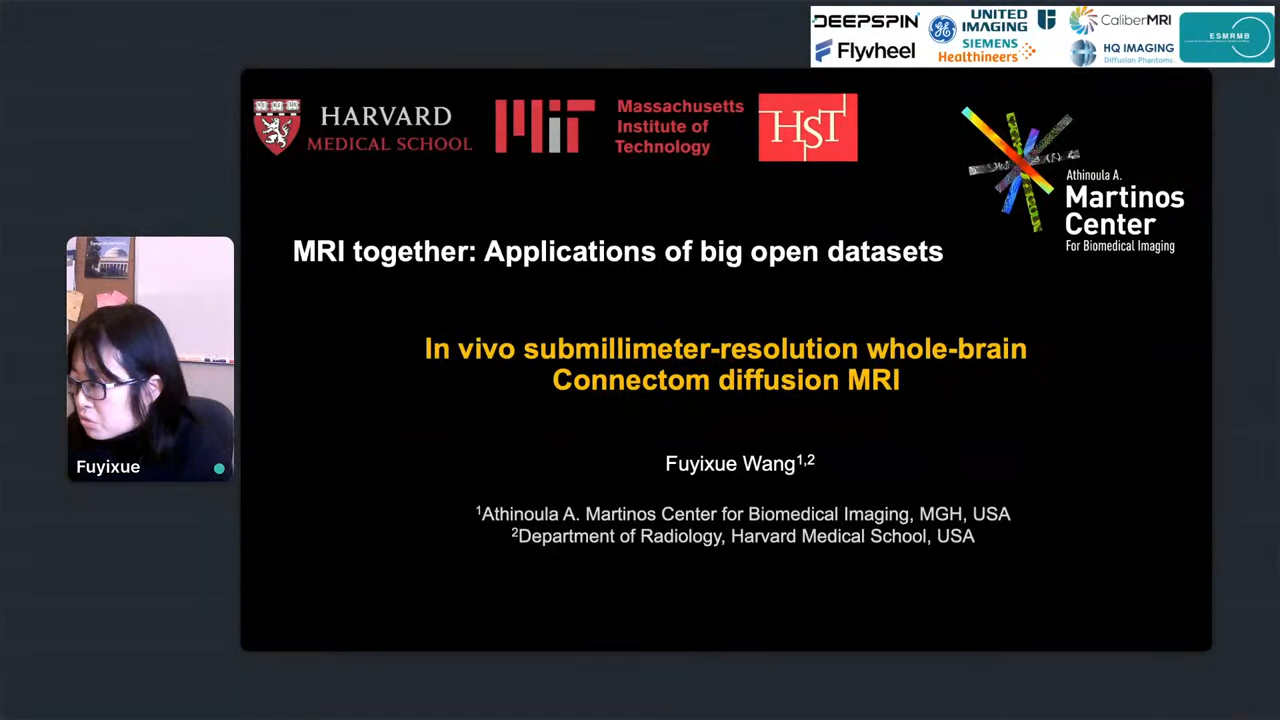 DEEPSPIN
UNITED
IMAGING
CaliberMRI
Flywheel
GE
SIEMENS
Healthineers
HQ IMAGING
Diffusion Phantoms
ESMRMB
HARVARD
MEDICAL SCHOOL
MIT
Massachusetts
Institute of
Technology
HST
Athinoula A.
Martinos
Center
For Biomedical Imaging
MRI together: Applications of big open datasets
In vivo submillimeter-resolution whole-brain
Connectom diffusion MRI
Fuyixue
Fuyixue Wang1,2
1Athinoula A. Martinos Center for Biomedical Imaging, MGH, USA
2Department of Radiology, Harvard Medical School, USA